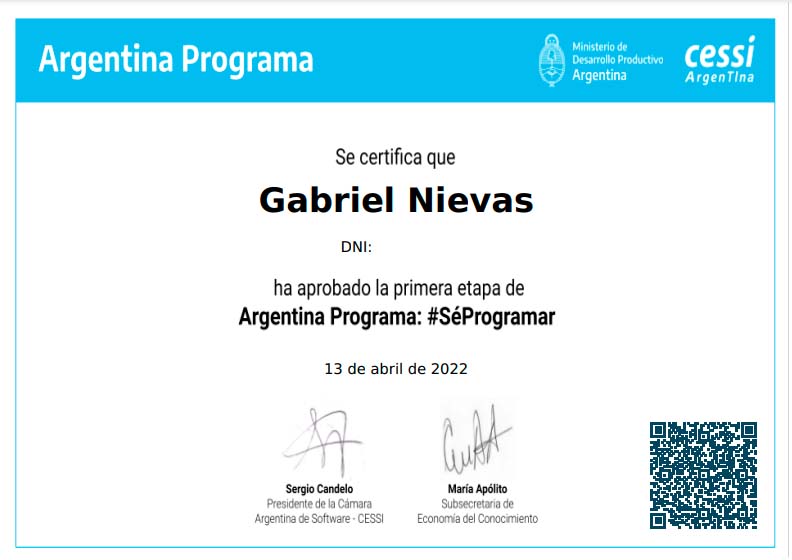 Argentina Programa
Ministerio de
Desarrollo Productivo
Argentina
cessi
ArgenTIna
Se certifica que
Gabriel Nievas
DNI:
ha aprobado la primera etapa de
Argentina Programa: #SéProgramar
13 de abril de 2022
Sergio Candelo
Presidente de la Cámara
Argentina de Software - CESSI
María Apólito
Subsecretaria de
Economía del Conocimiento